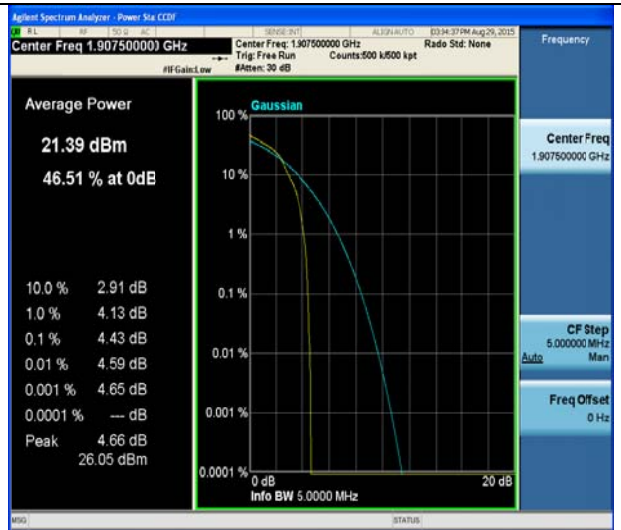 Agilent Spectrum Analyzer - Power Sta CCDF
RL RF 50 Ω AC SENSE:INT ALIGN AUTO 03:34:37 PM Aug 29, 2015
Center Freq 1.907500000 GHz
Center Freq: 1.907500000 GHz Radio Std: None
Trig: Free Run Counts:500 k/500 kpt
#IFGain:Low #Atten: 30 dB
Frequency
Average Power
21.39 dBm
46.51 % at 0dB
10.0 % 2.91 dB
1.0 % 4.13 dB
0.1 % 4.43 dB
0.01 % 4.59 dB
0.001 % 4.65 dB
0.0001 % --- dB
Peak 4.66 dB
26.05 dBm
Gaussian
100 %
10 %
1 %
0.1 %
0.01 %
0.001 %
0.0001 %
0 dB 20 dB
Info BW 5.0000 MHz
Center Freq
1.907500000 GHz
CF Step
5.000000 MHz
Auto Man
Freq Offset
0 Hz
MSG STATUS